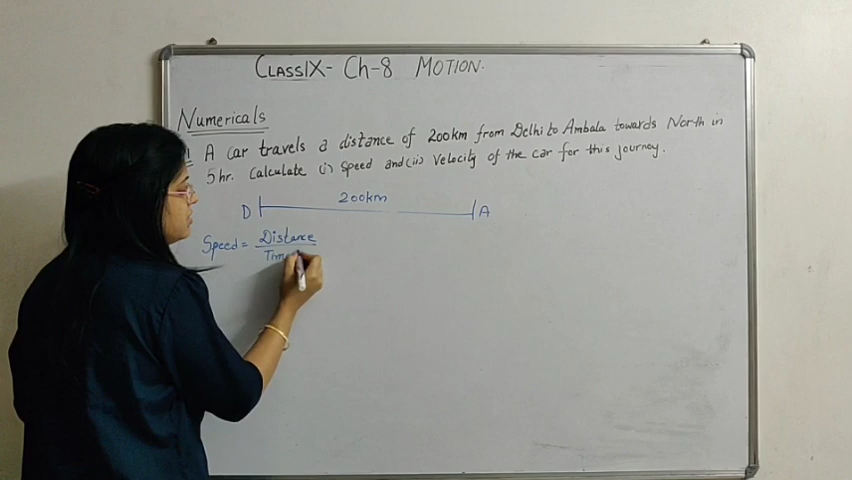 CLASSIX- Ch-8 MOTION.
Numericals
A car travels a distance of 200km from Delhi to Ambala towards North in
5hr. Calculate (i) Speed and (ii) Velocity of the car for this journey.
200km
D A
Speed = Distance
Tim